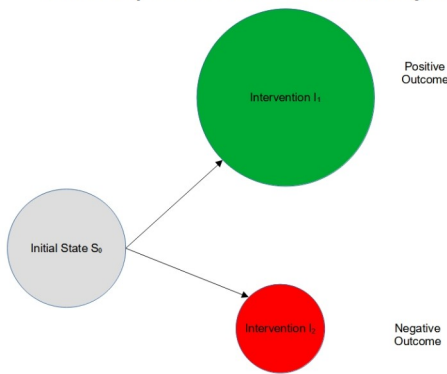 Positive
Outcome
Intervention I₁
Initial State S₀
Intervention I₂
Negative
Outcome